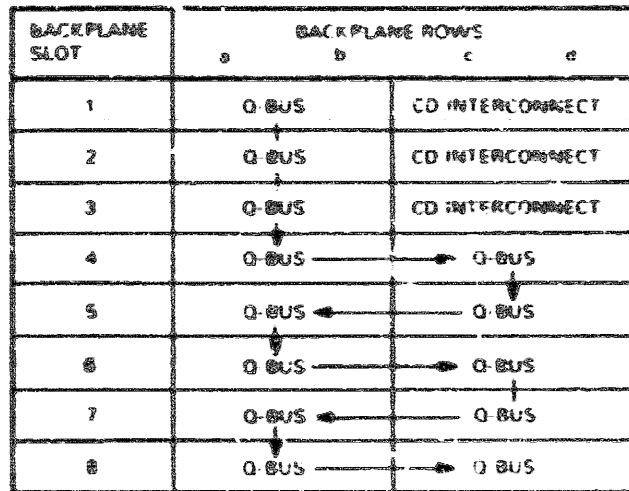 BACKPLANE SLOT BACKPLANE ROWS
a b c d
1 Q-BUS CD INTERCONNECT
2 Q-BUS CD INTERCONNECT
3 Q-BUS CD INTERCONNECT
4 Q-BUS Q-BUS
5 Q-BUS Q-BUS
6 Q-BUS Q-BUS
7 Q-BUS Q-BUS
8 Q-BUS Q BUS